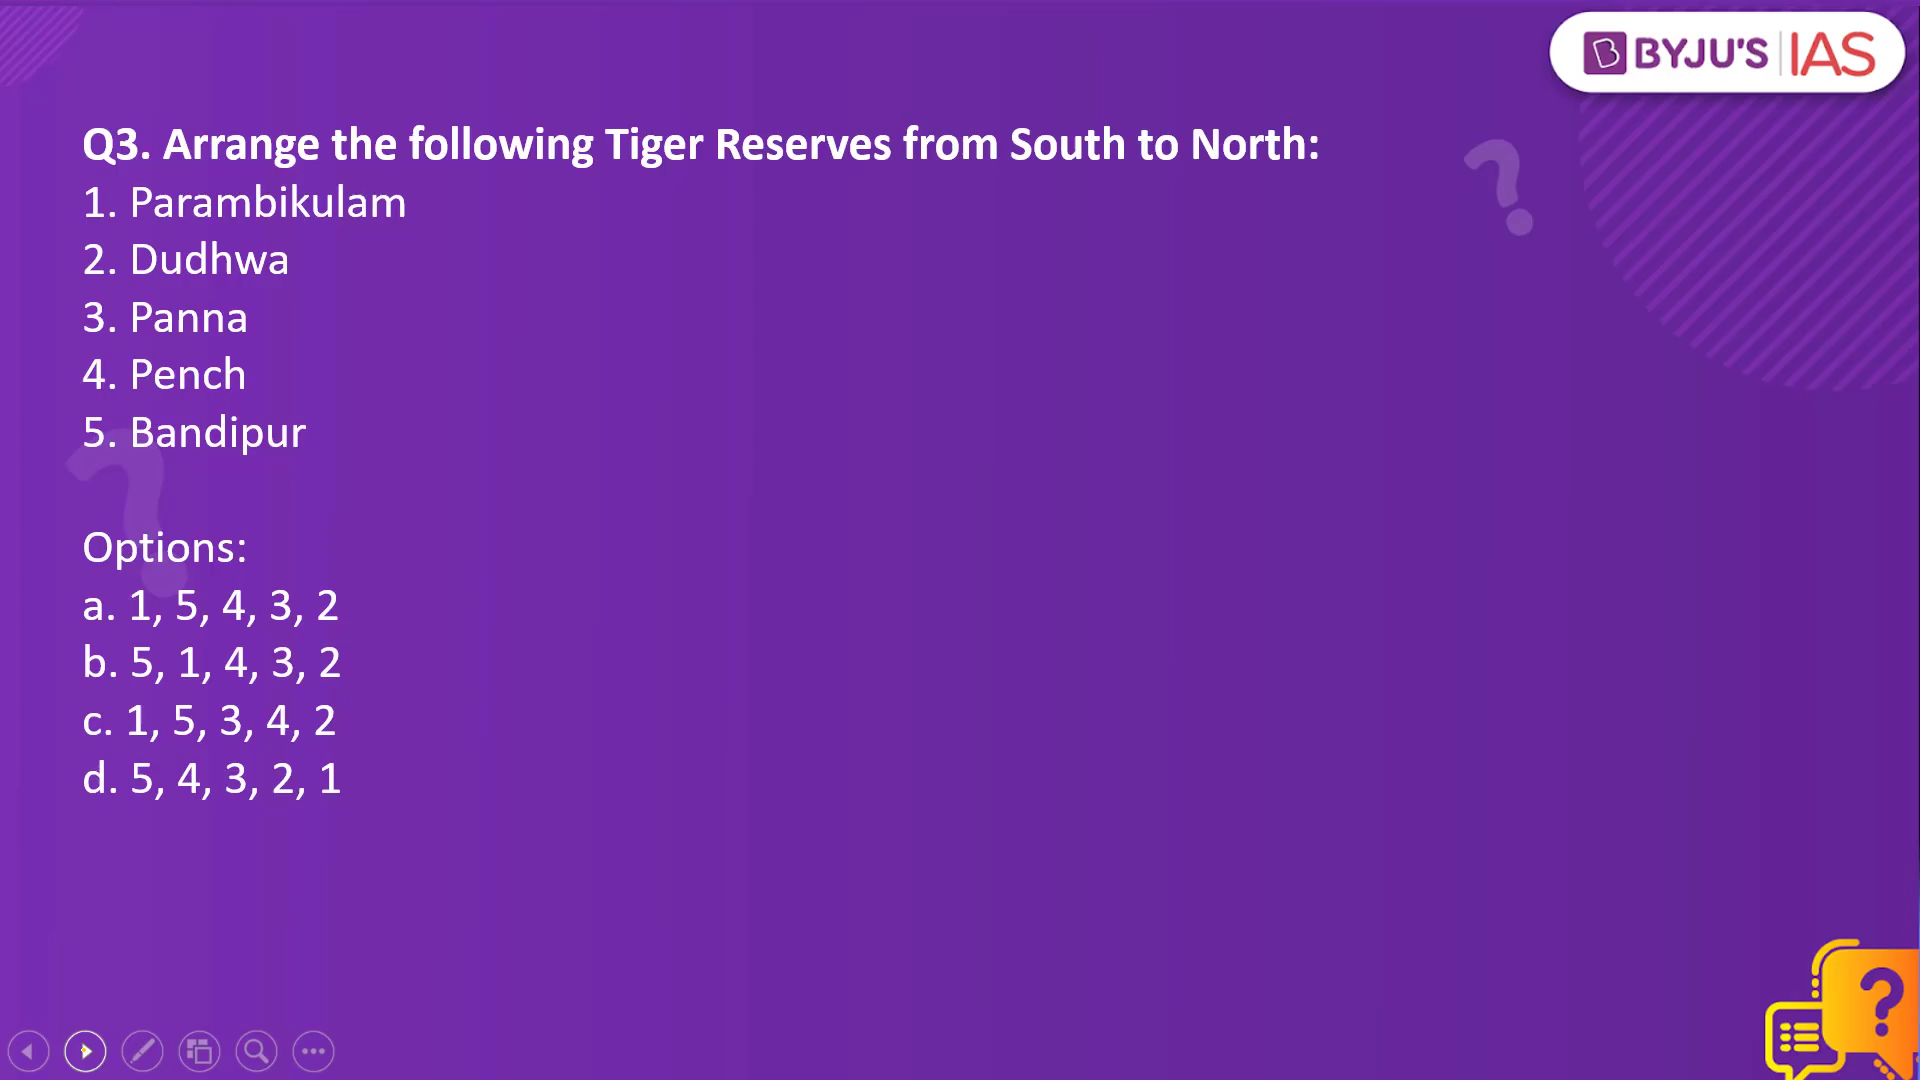 BYJU'S IAS
Q3. Arrange the following Tiger Reserves from South to North:
1. Parambikulam
2. Dudhwa
3. Panna
4. Pench
5. Bandipur
Options:
a. 1, 5, 4, 3, 2
b. 5, 1, 4, 3, 2
c. 1, 5, 3, 4, 2
d. 5, 4, 3, 2, 1